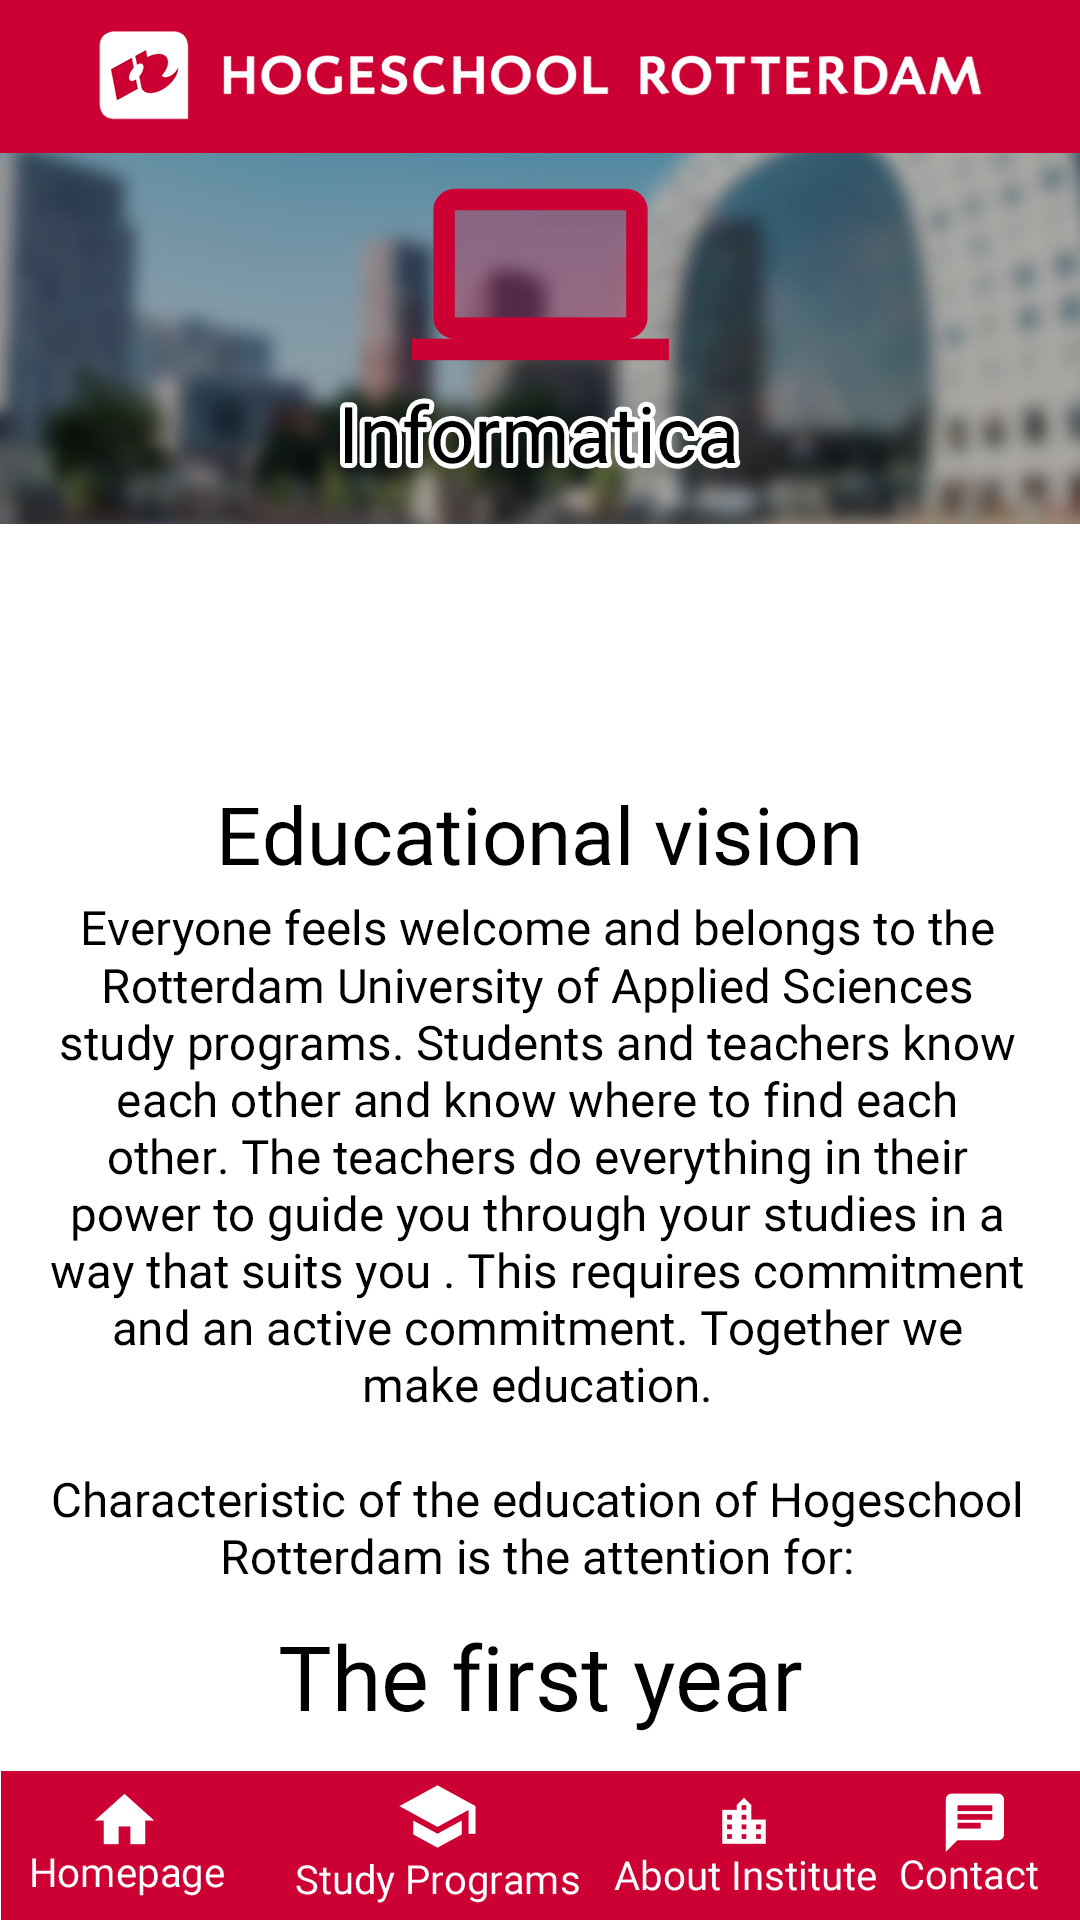 HOGESCHOOL ROTTERDAM
Informatica
Educational vision
Everyone feels welcome and belongs to the
Rotterdam University of Applied Sciences
study programs. Students and teachers know
each other and know where to find each
other. The teachers do everything in their
power to guide you through your studies in a
way that suits you . This requires commitment
and an active commitment. Together we
make education.
Characteristic of the education of Hogeschool
Rotterdam is the attention for:
The first year
Homepage
Study Programs
About Institute
Contact